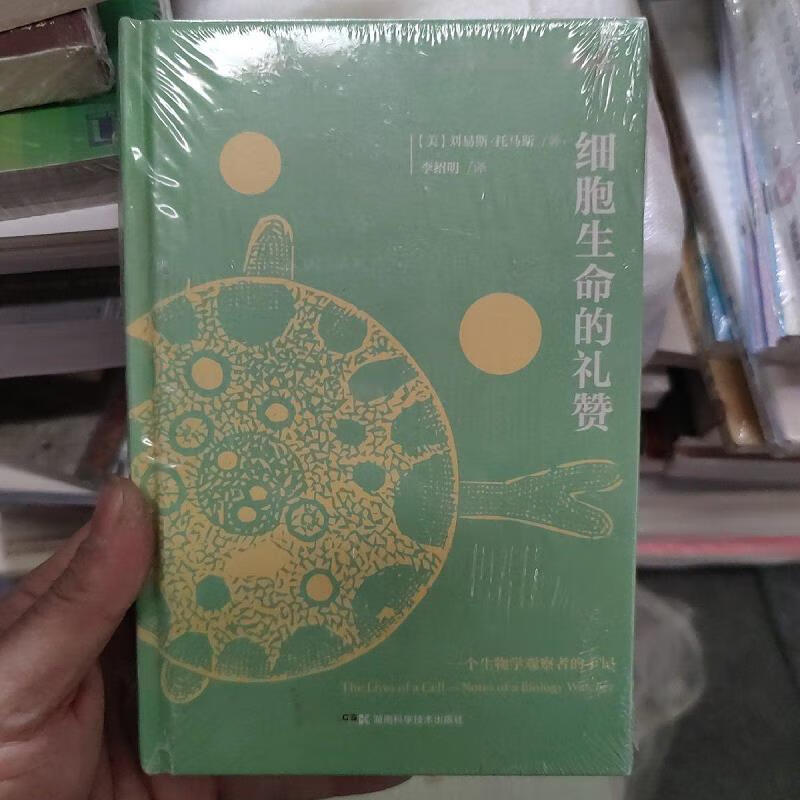 细胞生命的礼赞
【美】刘易斯·托马斯 / 著
李绍明 / 译
一个生物学观察者的手记
The Lives of a Cell — Notes of a Biology Watcher
湖南科学技术出版社